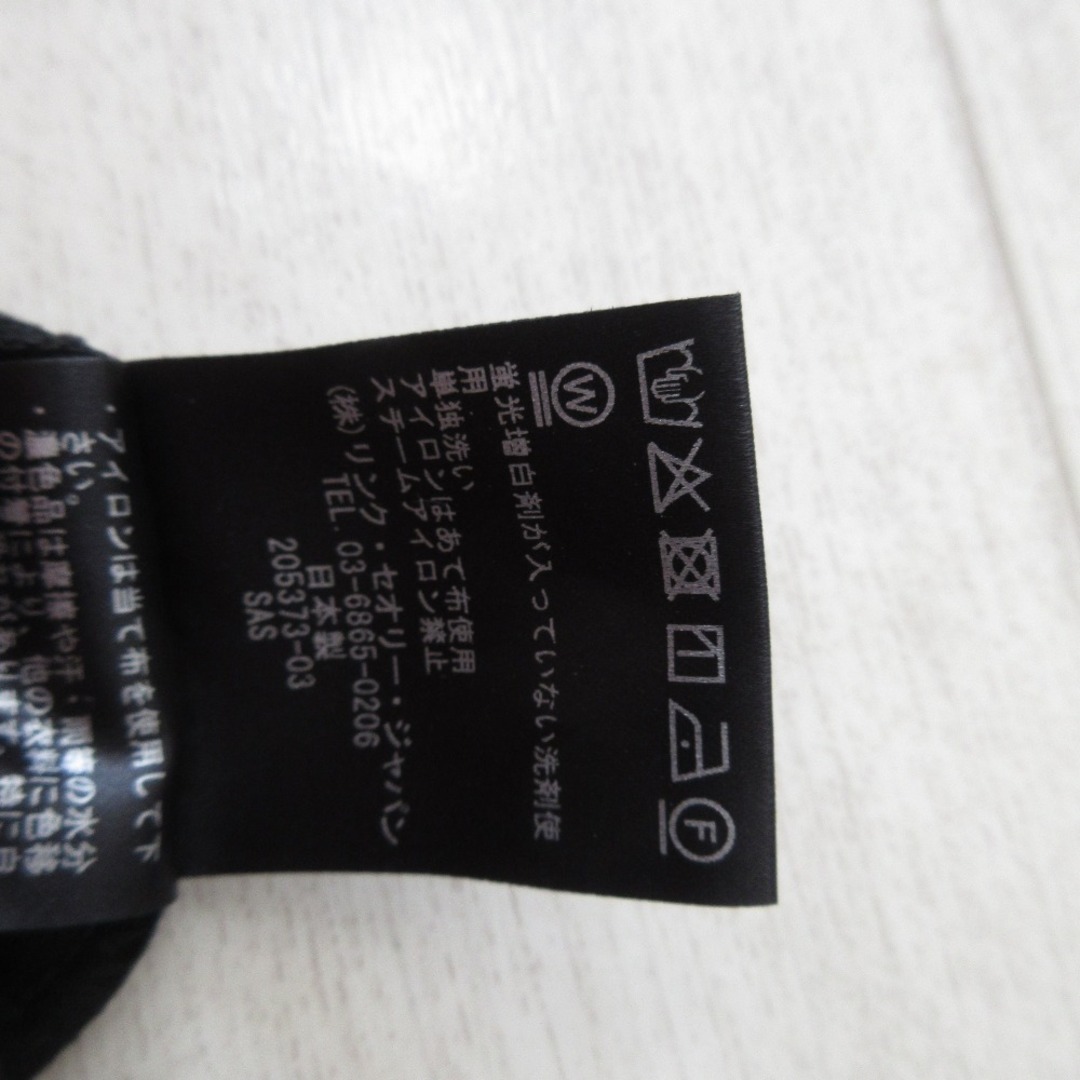 F
W
蛍光増白剤が入っていない洗剤使
用
単独洗い
アイロンはあて布使用
スチームアイロン禁止
(株)リンク・セオリー・ジャパン
TEL. 03-6865-0206
日本製
205373-03
SAS
・アイロンは当て布を使用して下
さい。